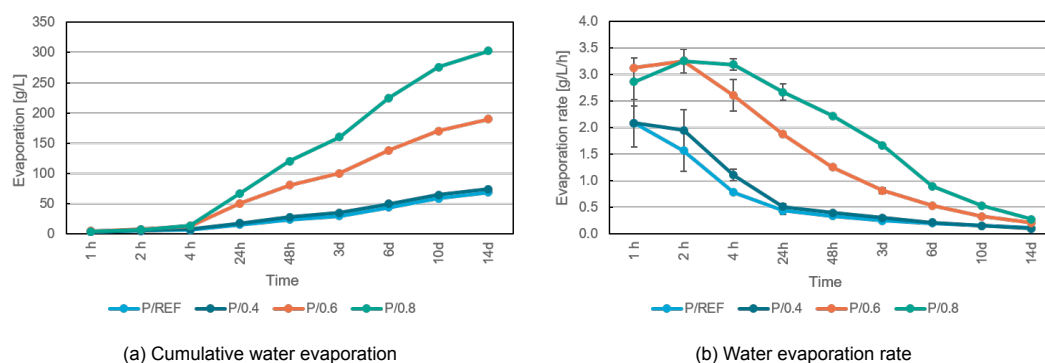 350
300
250
200
150
100
50
0
Evaporation [g/L]
1 h
2 h
4 h
24h
48h
3d
6d
10d
14d
Time
P/REF P/0.4 P/0.6 P/0.8
(a) Cumulative water evaporation
4.0
3.5
3.0
2.5
2.0
1.5
1.0
0.5
0.0
Evaporation rate [g/L/h]
1 h
2 h
4 h
24h
48h
3d
6d
10d
14d
Time
P/REF P/0.4 P/0.6 P/0.8
(b) Water evaporation rate